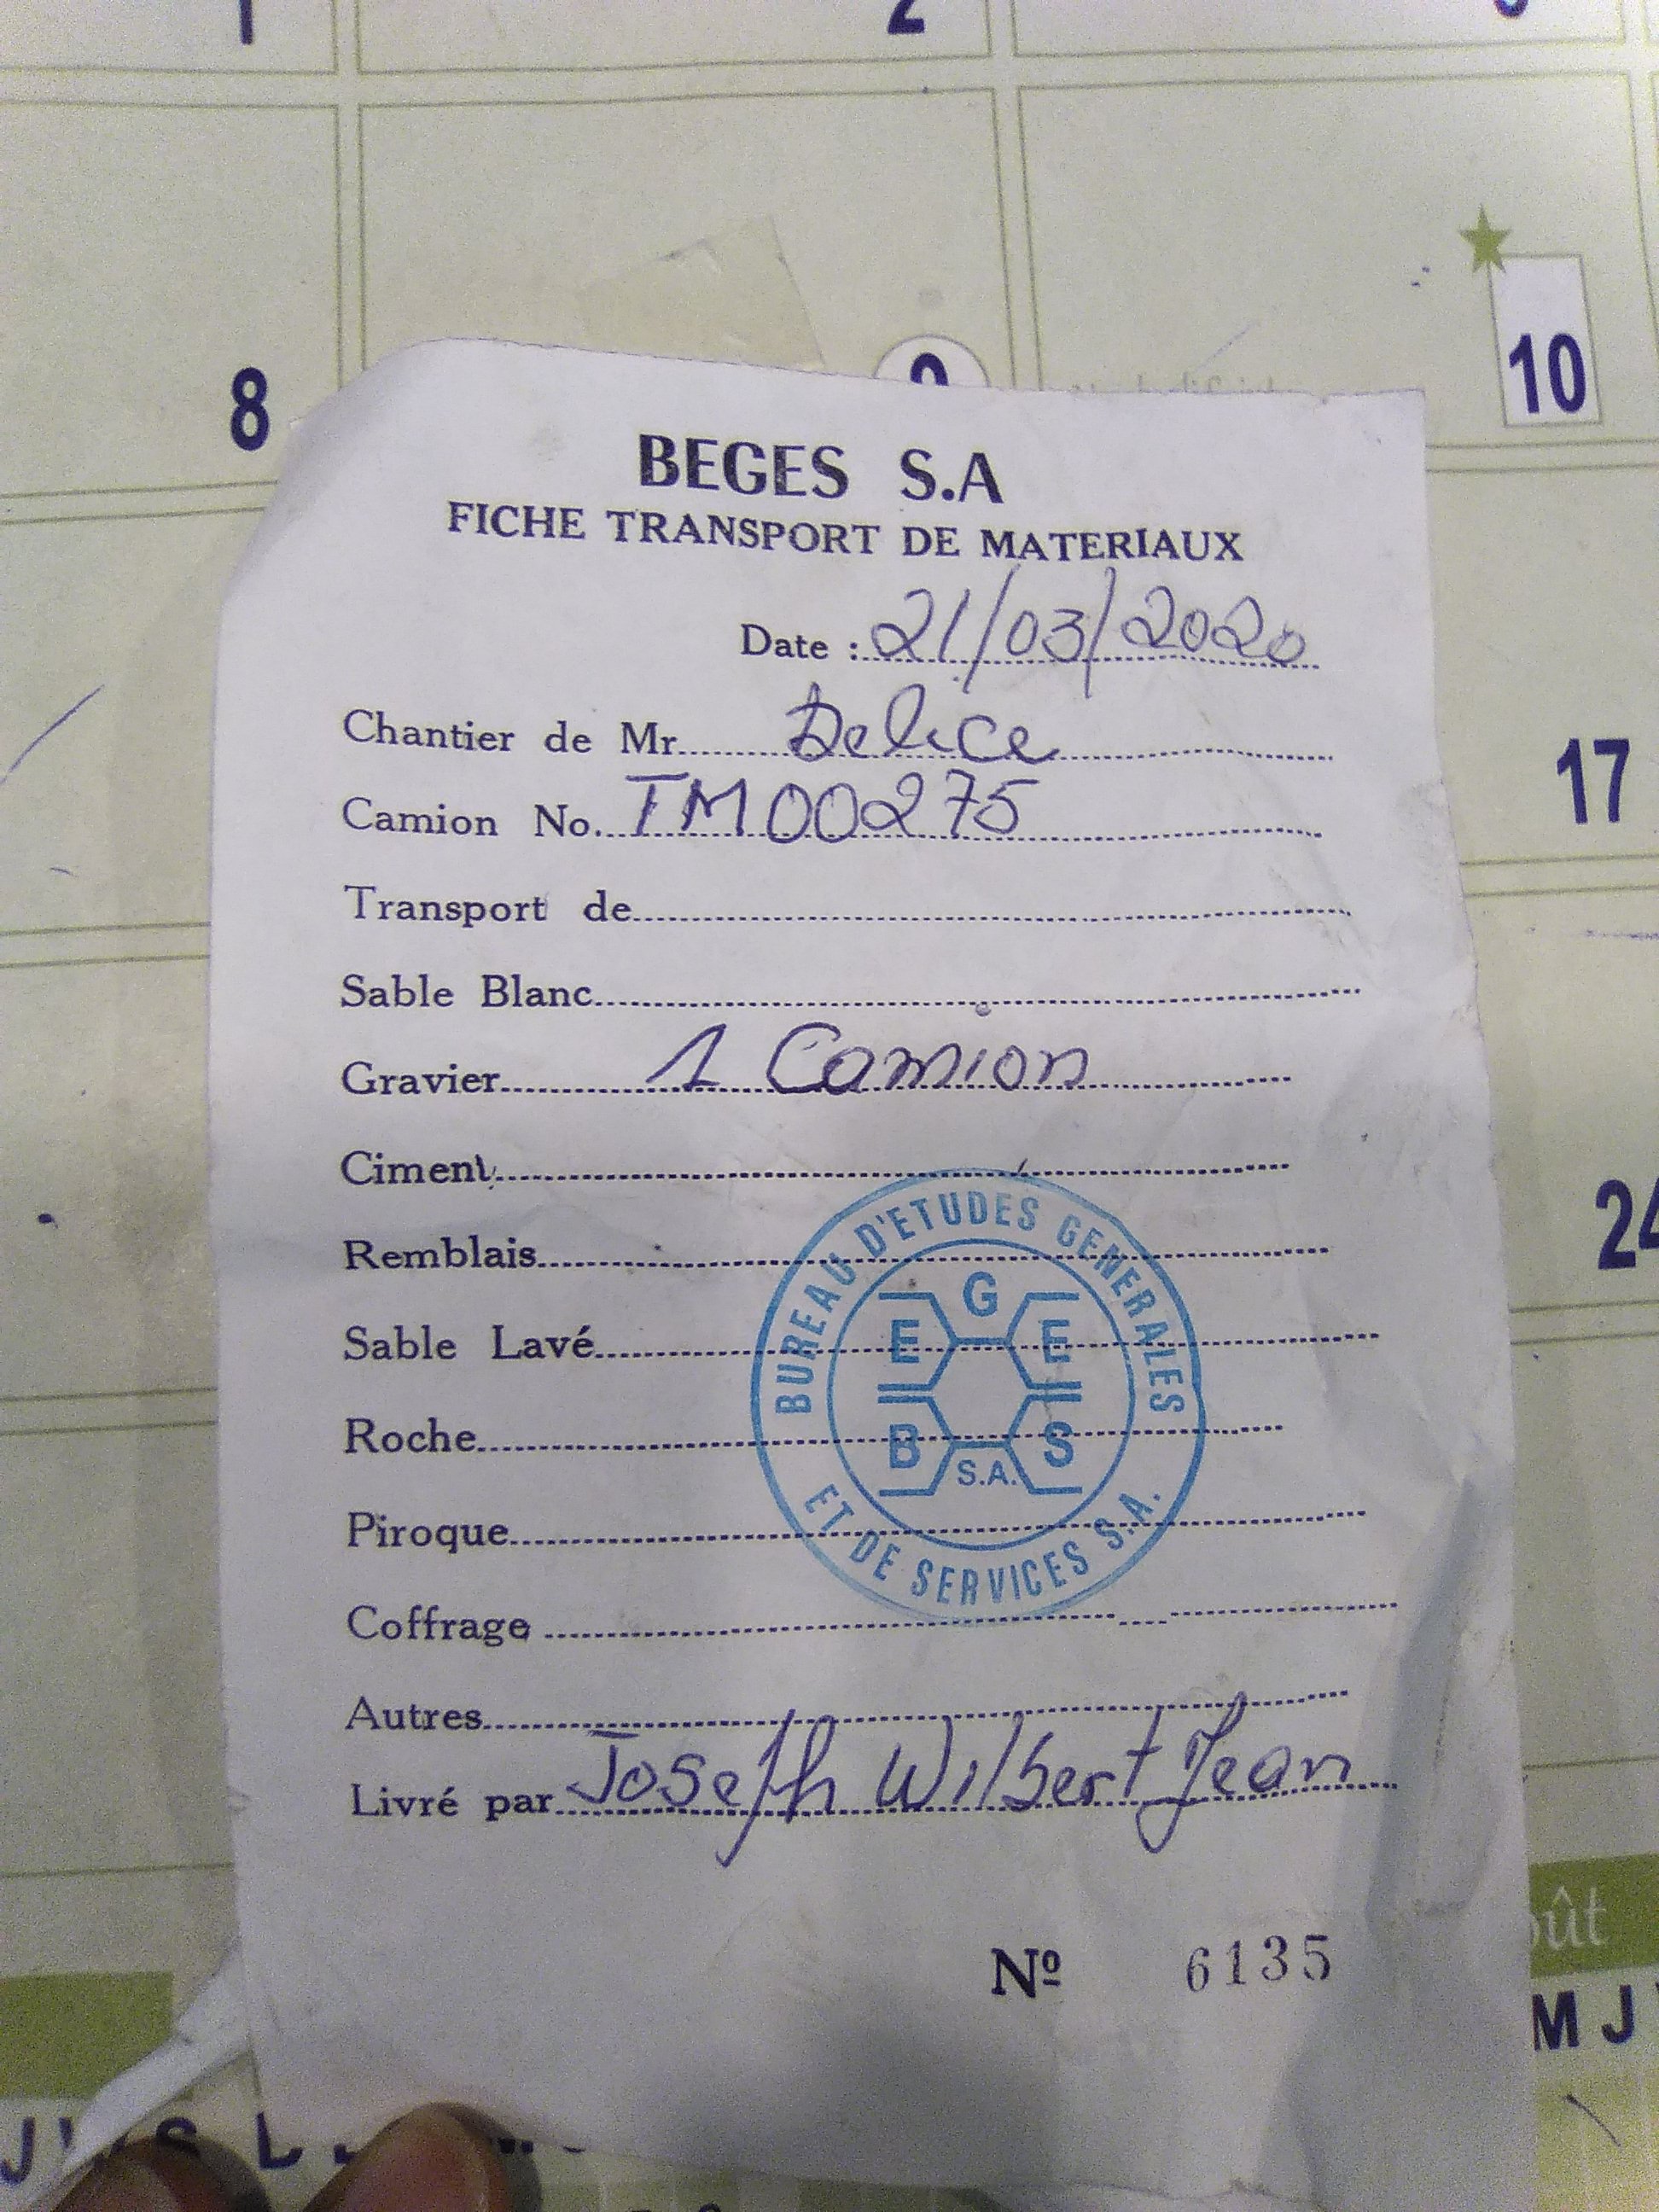 1
2
8
10
BEGES S.A
FICHE TRANSPORT DE MATERIAUX
Date : 21/03/2020
Chantier de Mr. Delice
Camion No. TM00275
17
Transport de
Sable Blanc
Gravier 1 Camion
Ciment
24
Remblais
Sable Lavé
Roche
Piroque
Coffrage
Autres
Livré par Joseph Wilbert Jean
BUREAU D'ETUDES GENERALES
ET DE SERVICES S.A.
G
E E
B S
S.A.
Nº 6135
M J